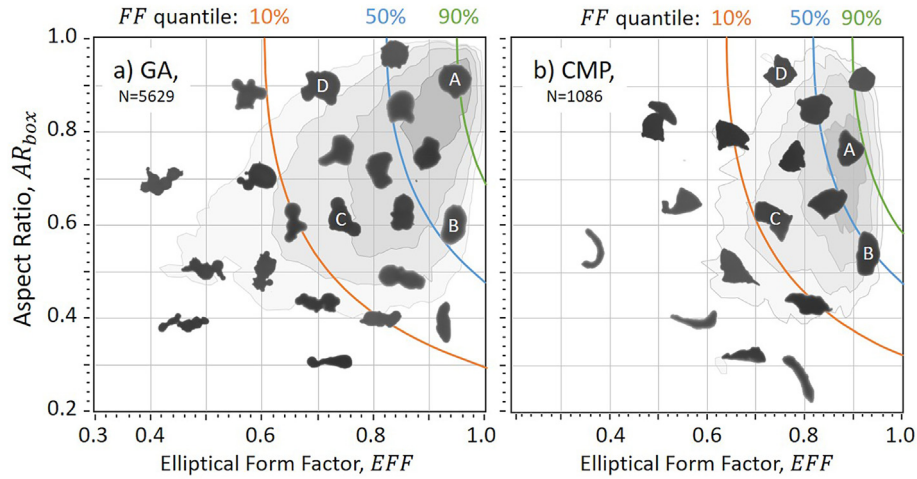 FF quantile: 10% 50% 90%
FF quantile: 10% 50% 90%
1.0
0.8
0.6
0.4
0.2
Aspect Ratio, ARbox
a) GA,
N=5629
A
B
C
D
b) CMP,
N=1086
A
B
C
D
0.3 0.4 0.6 0.8 1.0
0.4 0.6 0.8 1.0
Elliptical Form Factor, EFF
Elliptical Form Factor, EFF